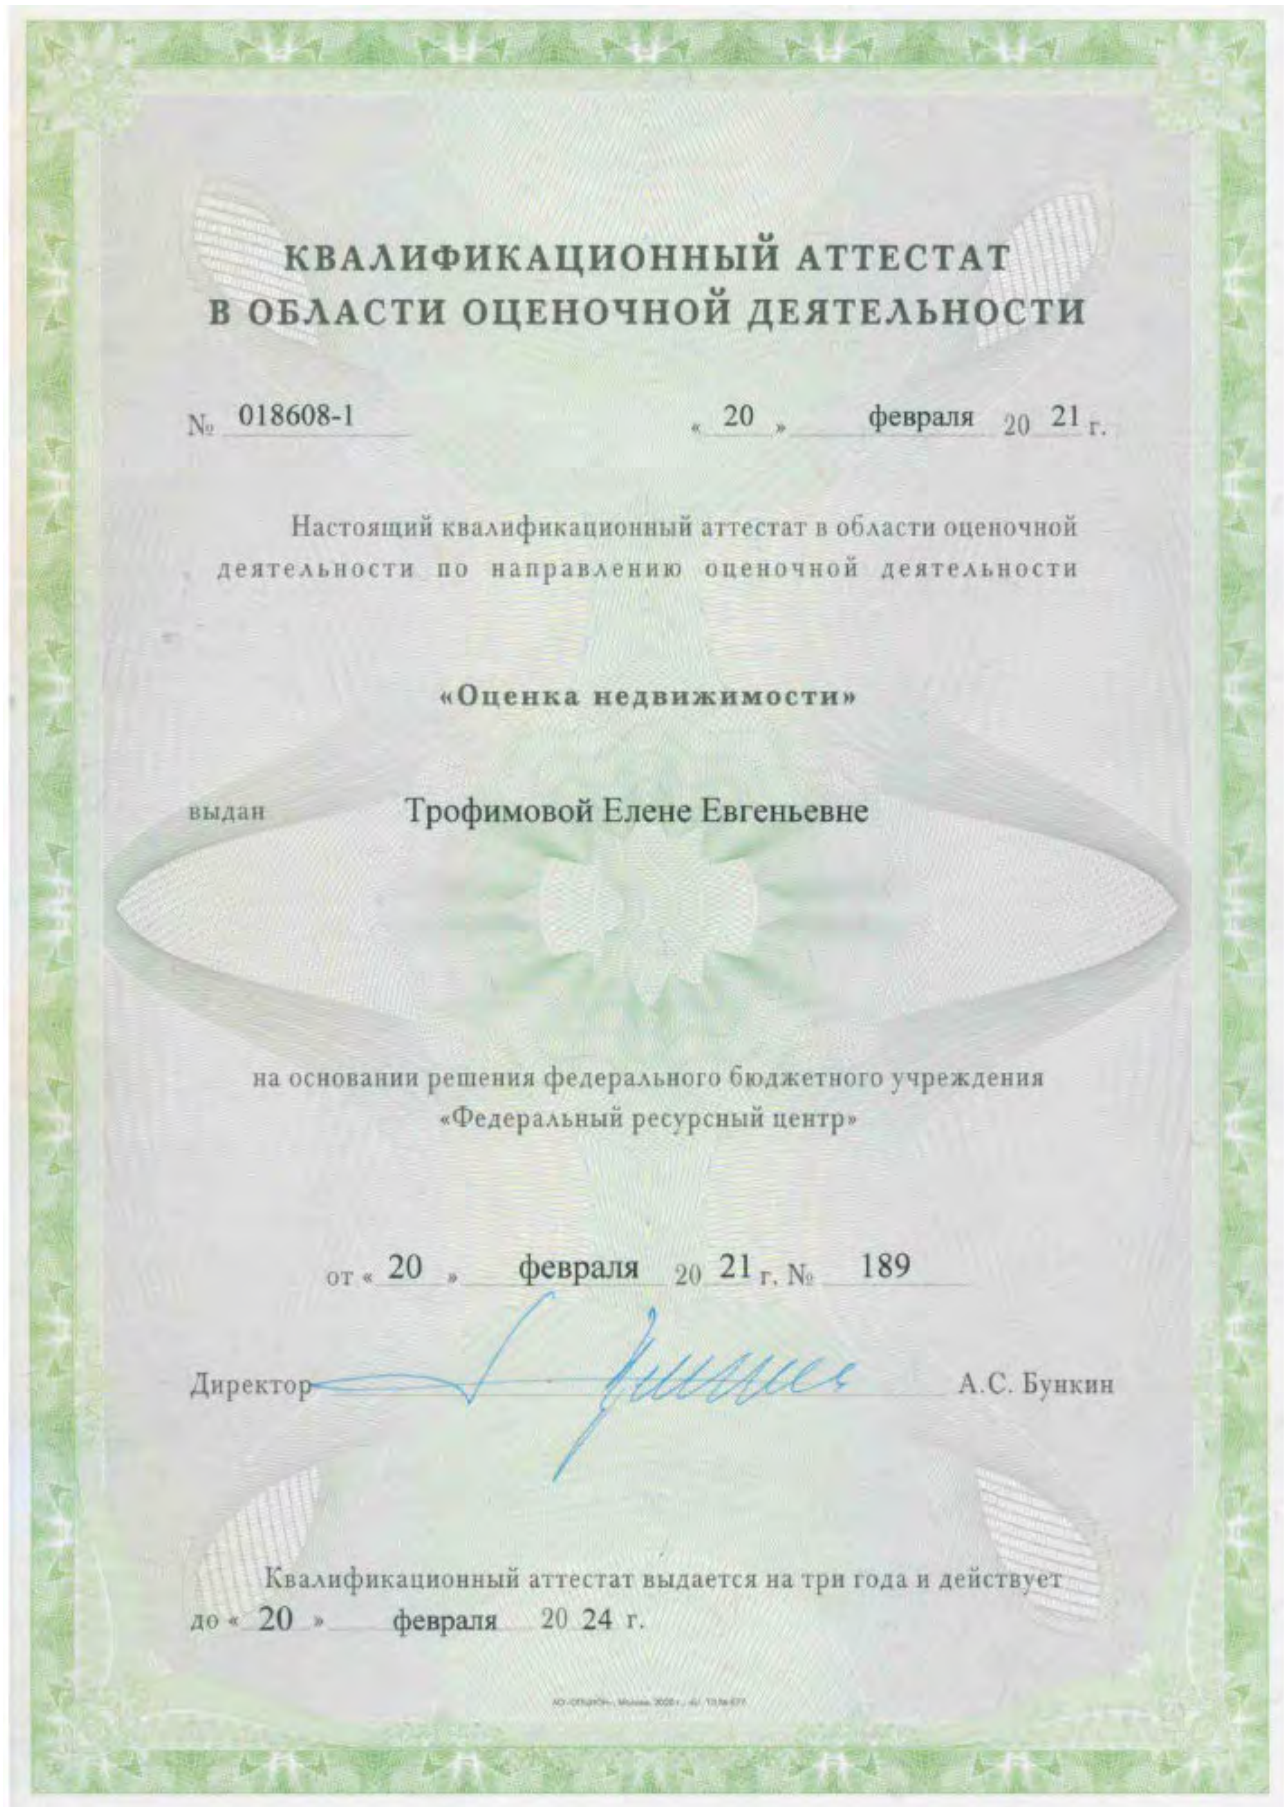 КВАЛИФИКАЦИОННЫЙ АТТЕСТАТ
В ОБЛАСТИ ОЦЕНОЧНОЙ ДЕЯТЕЛЬНОСТИ
№ 018608-1 « 20 » февраля 20 21 г.
Настоящий квалификационный аттестат в области оценочной
деятельности по направлению оценочной деятельности
«Оценка недвижимости»
выдан Трофимовой Елене Евгеньевне
на основании решения федерального бюджетного учреждения
«Федеральный ресурсный центр»
от « 20 » февраля 20 21 г. № 189
Директор А.С. Бункин
Квалификационный аттестат выдается на три года и действует
до « 20 » февраля 20 24 г.